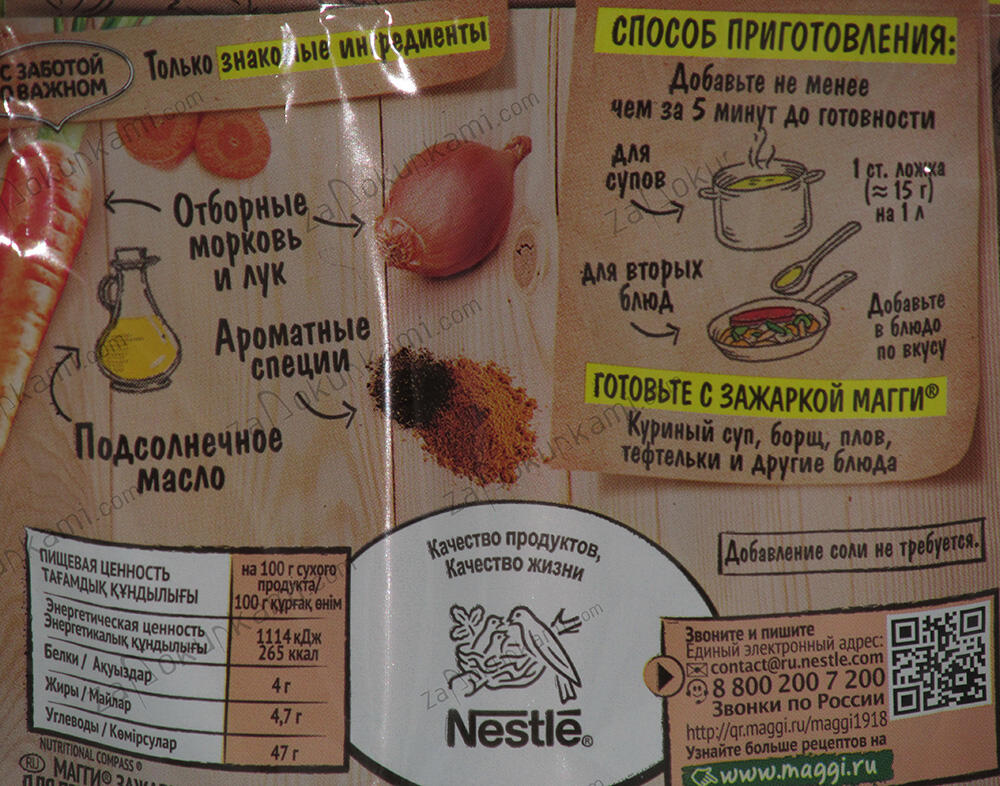 С ЗАБОТОЙ
О ВАЖНОМ
Только знакомые ингредиенты
Отборные
морковь
и лук
Ароматные
специи
Подсолнечное
масло
СПОСОБ ПРИГОТОВЛЕНИЯ:
Добавьте не менее
чем за 5 минут до готовности
для
супов
1 ст. ложка
(≈ 15 г)
на 1 л
для вторых
блюд
Добавьте
в блюдо
по вкусу
ГОТОВЬТЕ С ЗАЖАРКОЙ МАГГИ®
Куриный суп, борщ, плов,
тефтельки и другие блюда
Добавление соли не требуется.
ПИЩЕВАЯ ЦЕННОСТЬ
ТАҒАМДЫҚ ҚҰНДЫЛЫҒЫ
на 100 г сухого
продукта/
100 г құрғақ өнім
Энергетическая ценность
Энергетикалық құндылығы
1114 кДж
265 ккал
Белки / Ақуыздар
4 г
Жиры / Майлар
4,7 г
Углеводы / Көмірсулар
47 г
NUTRITIONAL COMPASS®
RU МАГГИ®
Качество продуктов,
Качество жизни
Nestlé®
Звоните и пишите
Единый электронный адрес:
contact@ru.nestle.com
8 800 200 7 200
Звонки по России
http://qr.maggi.ru/maggi1918
Узнайте больше рецептов на
www.maggi.ru
zapokunkami.com